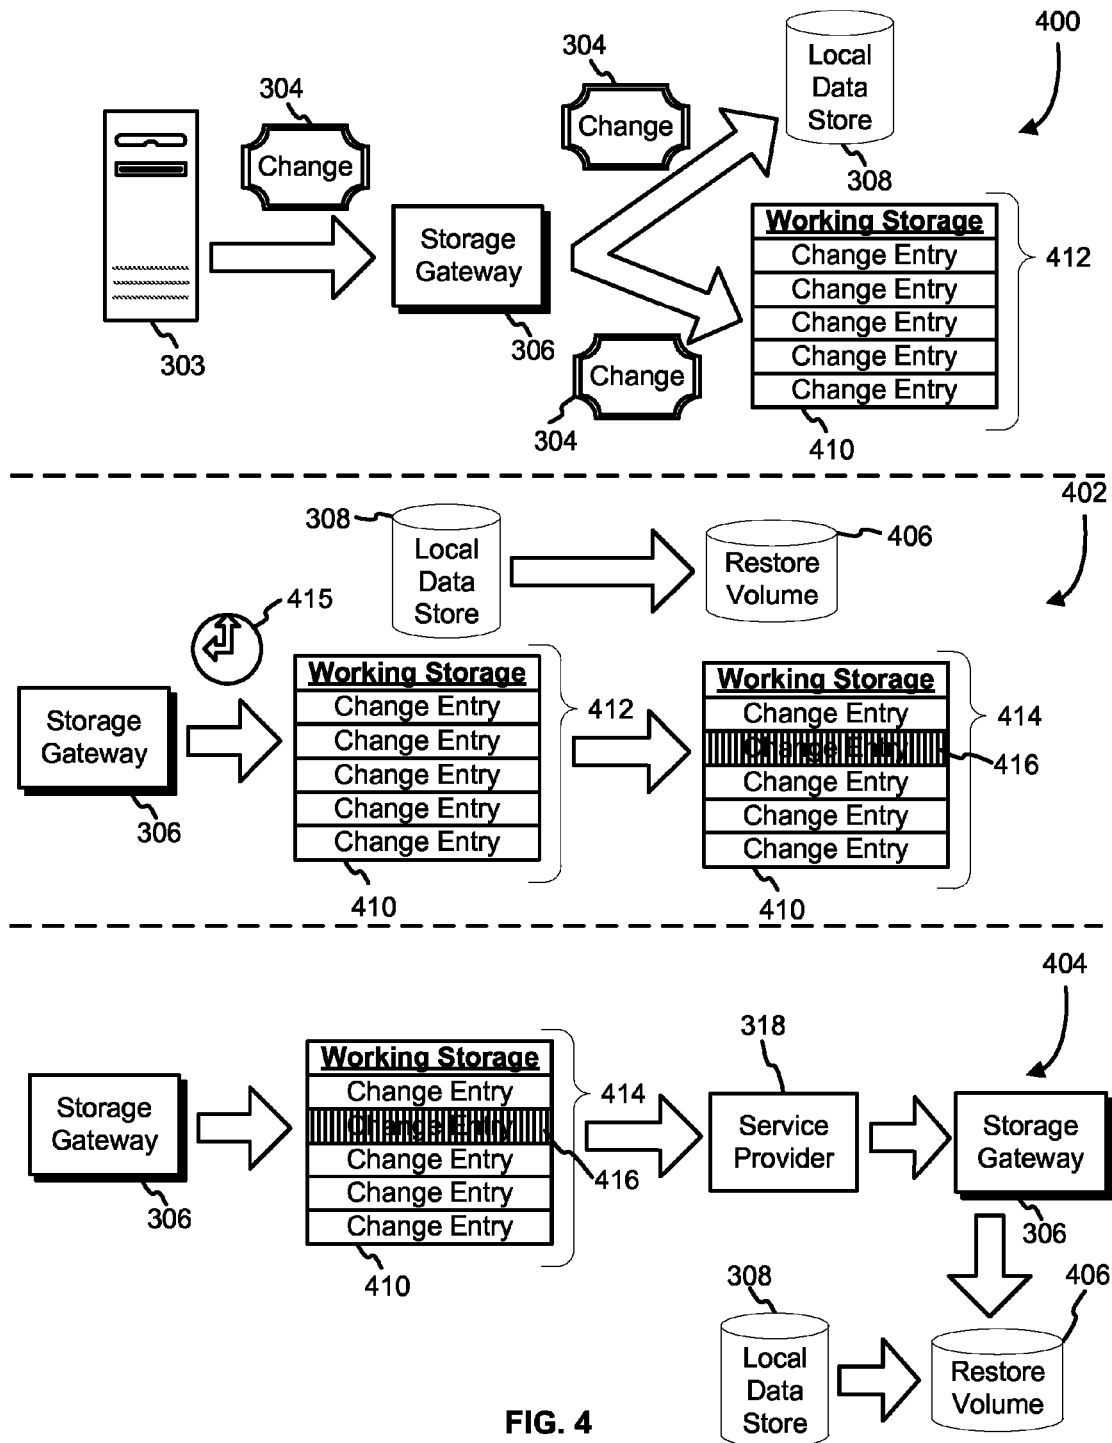 400
304
Change
304
Change
Local
Data
Store
308
303
Storage
Gateway
306
Change
304
Working Storage
Change Entry
Change Entry
Change Entry
Change Entry
Change Entry
412
410
402
308
Local
Data
Store
406
Restore
Volume
415
Storage
Gateway
306
Working Storage
Change Entry
Change Entry
Change Entry
Change Entry
Change Entry
412
410
Working Storage
Change Entry
Change Entry
Change Entry
Change Entry
Change Entry
414
416
410
404
Storage
Gateway
306
Working Storage
Change Entry
Change Entry
Change Entry
Change Entry
Change Entry
414
416
410
318
Service
Provider
Storage
Gateway
306
308
Local
Data
Store
406
Restore
Volume
FIG. 4